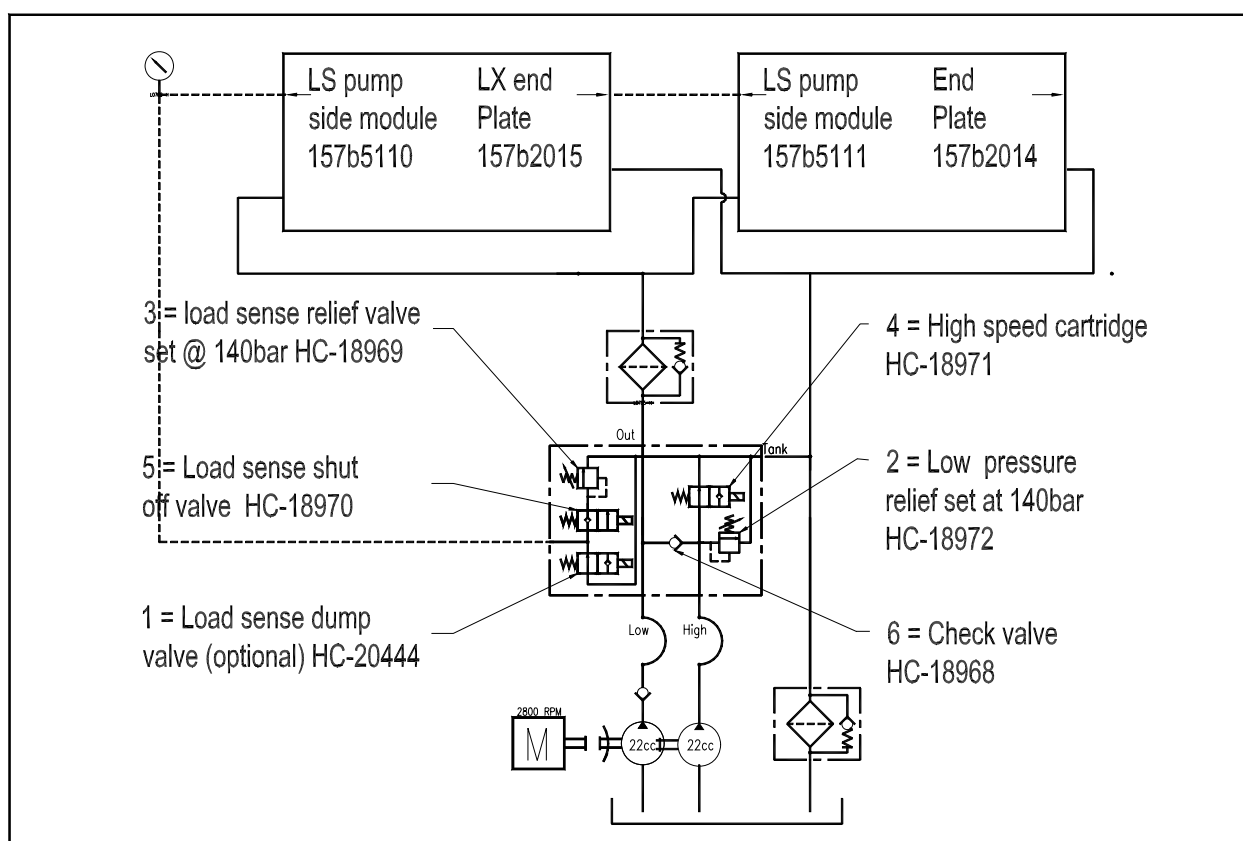 LS pump
side module
157b5110
LX end
Plate
157b2015
LS pump
side module
157b5111
End
Plate
157b2014
3 = load sense relief valve
set @ 140bar HC-18969
4 = High speed cartridge
HC-18971
Out
Tank
5 = Load sense shut
off valve HC-18970
2 = Low pressure
relief set at 140bar
HC-18972
1 = Load sense dump
valve (optional) HC-20444
Low
High
6 = Check valve
HC-18968
2800 RPM
M
22cc
22cc